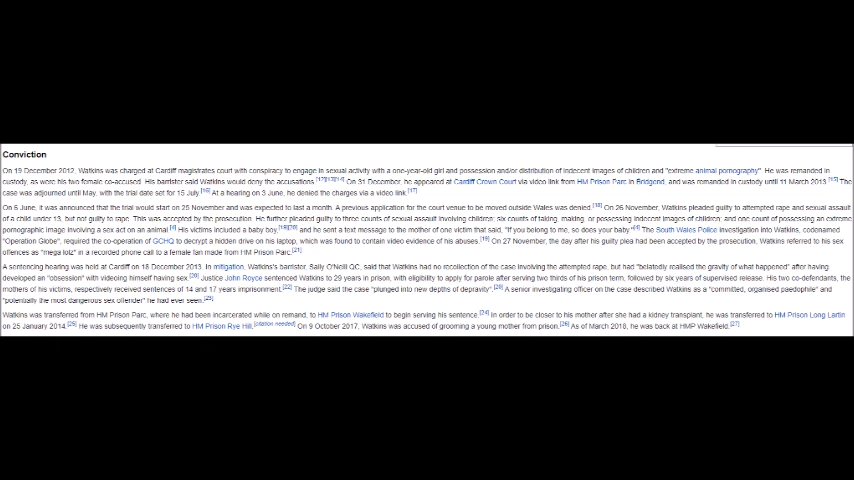 Conviction
On 19 December 2012, Watkins was charged at Cardiff magistrates court with conspiracy to engage in sexual activity with a one-year-old girl and possession and/or distribution of indecent images of children and "extreme animal pornography". He was remanded in
custody, as were his two female co-accused. His barrister said Watkins would deny the accusations.[12][13][14] On 31 December, he appeared at Cardiff Crown Court via video link from HM Prison Parc in Bridgend, and was remanded in custody until 11 March 2013.[15] The
case was adjourned until May, with the trial date set for 15 July.[16] At a hearing on 3 June, he denied the charges via a video link.[17]
On 5 June, it was announced that the trial would start on 25 November and was expected to last a month. A previous application for the court venue to be moved outside Wales was denied.[18] On 26 November, Watkins pleaded guilty to attempted rape and sexual assault
of a child under 13, but not guilty to rape. This was accepted by the prosecution. He further pleaded guilty to three counts of sexual assault involving children; six counts of taking, making, or possessing indecent images of children; and one count of possessing an extreme
pornographic image involving a sex act on an animal.[4] His victims included a baby boy,[19][20] and he sent a text message to the mother of one victim that said, "If you belong to me, so does your baby."[4] The South Wales Police investigation into Watkins, codenamed
"Operation Globe", required the co-operation of GCHQ to decrypt a hidden drive on his laptop, which was found to contain video evidence of his abuses.[19] On 27 November, the day after his guilty plea had been accepted by the prosecution, Watkins referred to his sex
offences as "mega lolz" in a recorded phone call to a female fan made from HM Prison Parc.[21]
A sentencing hearing was held at Cardiff on 18 December 2013. In mitigation, Watkins's barrister, Sally O'Neill QC, said that Watkins had no recollection of the case involving the attempted rape, but had "belatedly realised the gravity of what happened" after having
developed an "obsession" with videoing himself having sex.[20] Justice John Royce sentenced Watkins to 29 years in prison, with eligibility to apply for parole after serving two thirds of his prison term, followed by six years of supervised release. His two co-defendants, the
mothers of his victims, respectively received sentences of 14 and 17 years imprisonment.[22] The judge said the case "plunged into new depths of depravity".[20] A senior investigating officer on the case described Watkins as a "committed, organised paedophile" and
"potentially the most dangerous sex offender" he had ever seen.[23]
Watkins was transferred from HM Prison Parc, where he had been incarcerated while on remand, to HM Prison Wakefield to begin serving his sentence.[24] In order to be closer to his mother after she had a kidney transplant, he was transferred to HM Prison Long Lartin
on 25 January 2014.[25] He was subsequently transferred to HM Prison Rye Hill.[citation needed] On 9 October 2017, Watkins was accused of grooming a young mother from prison.[26] As of March 2018, he was back at HMP Wakefield.[27]